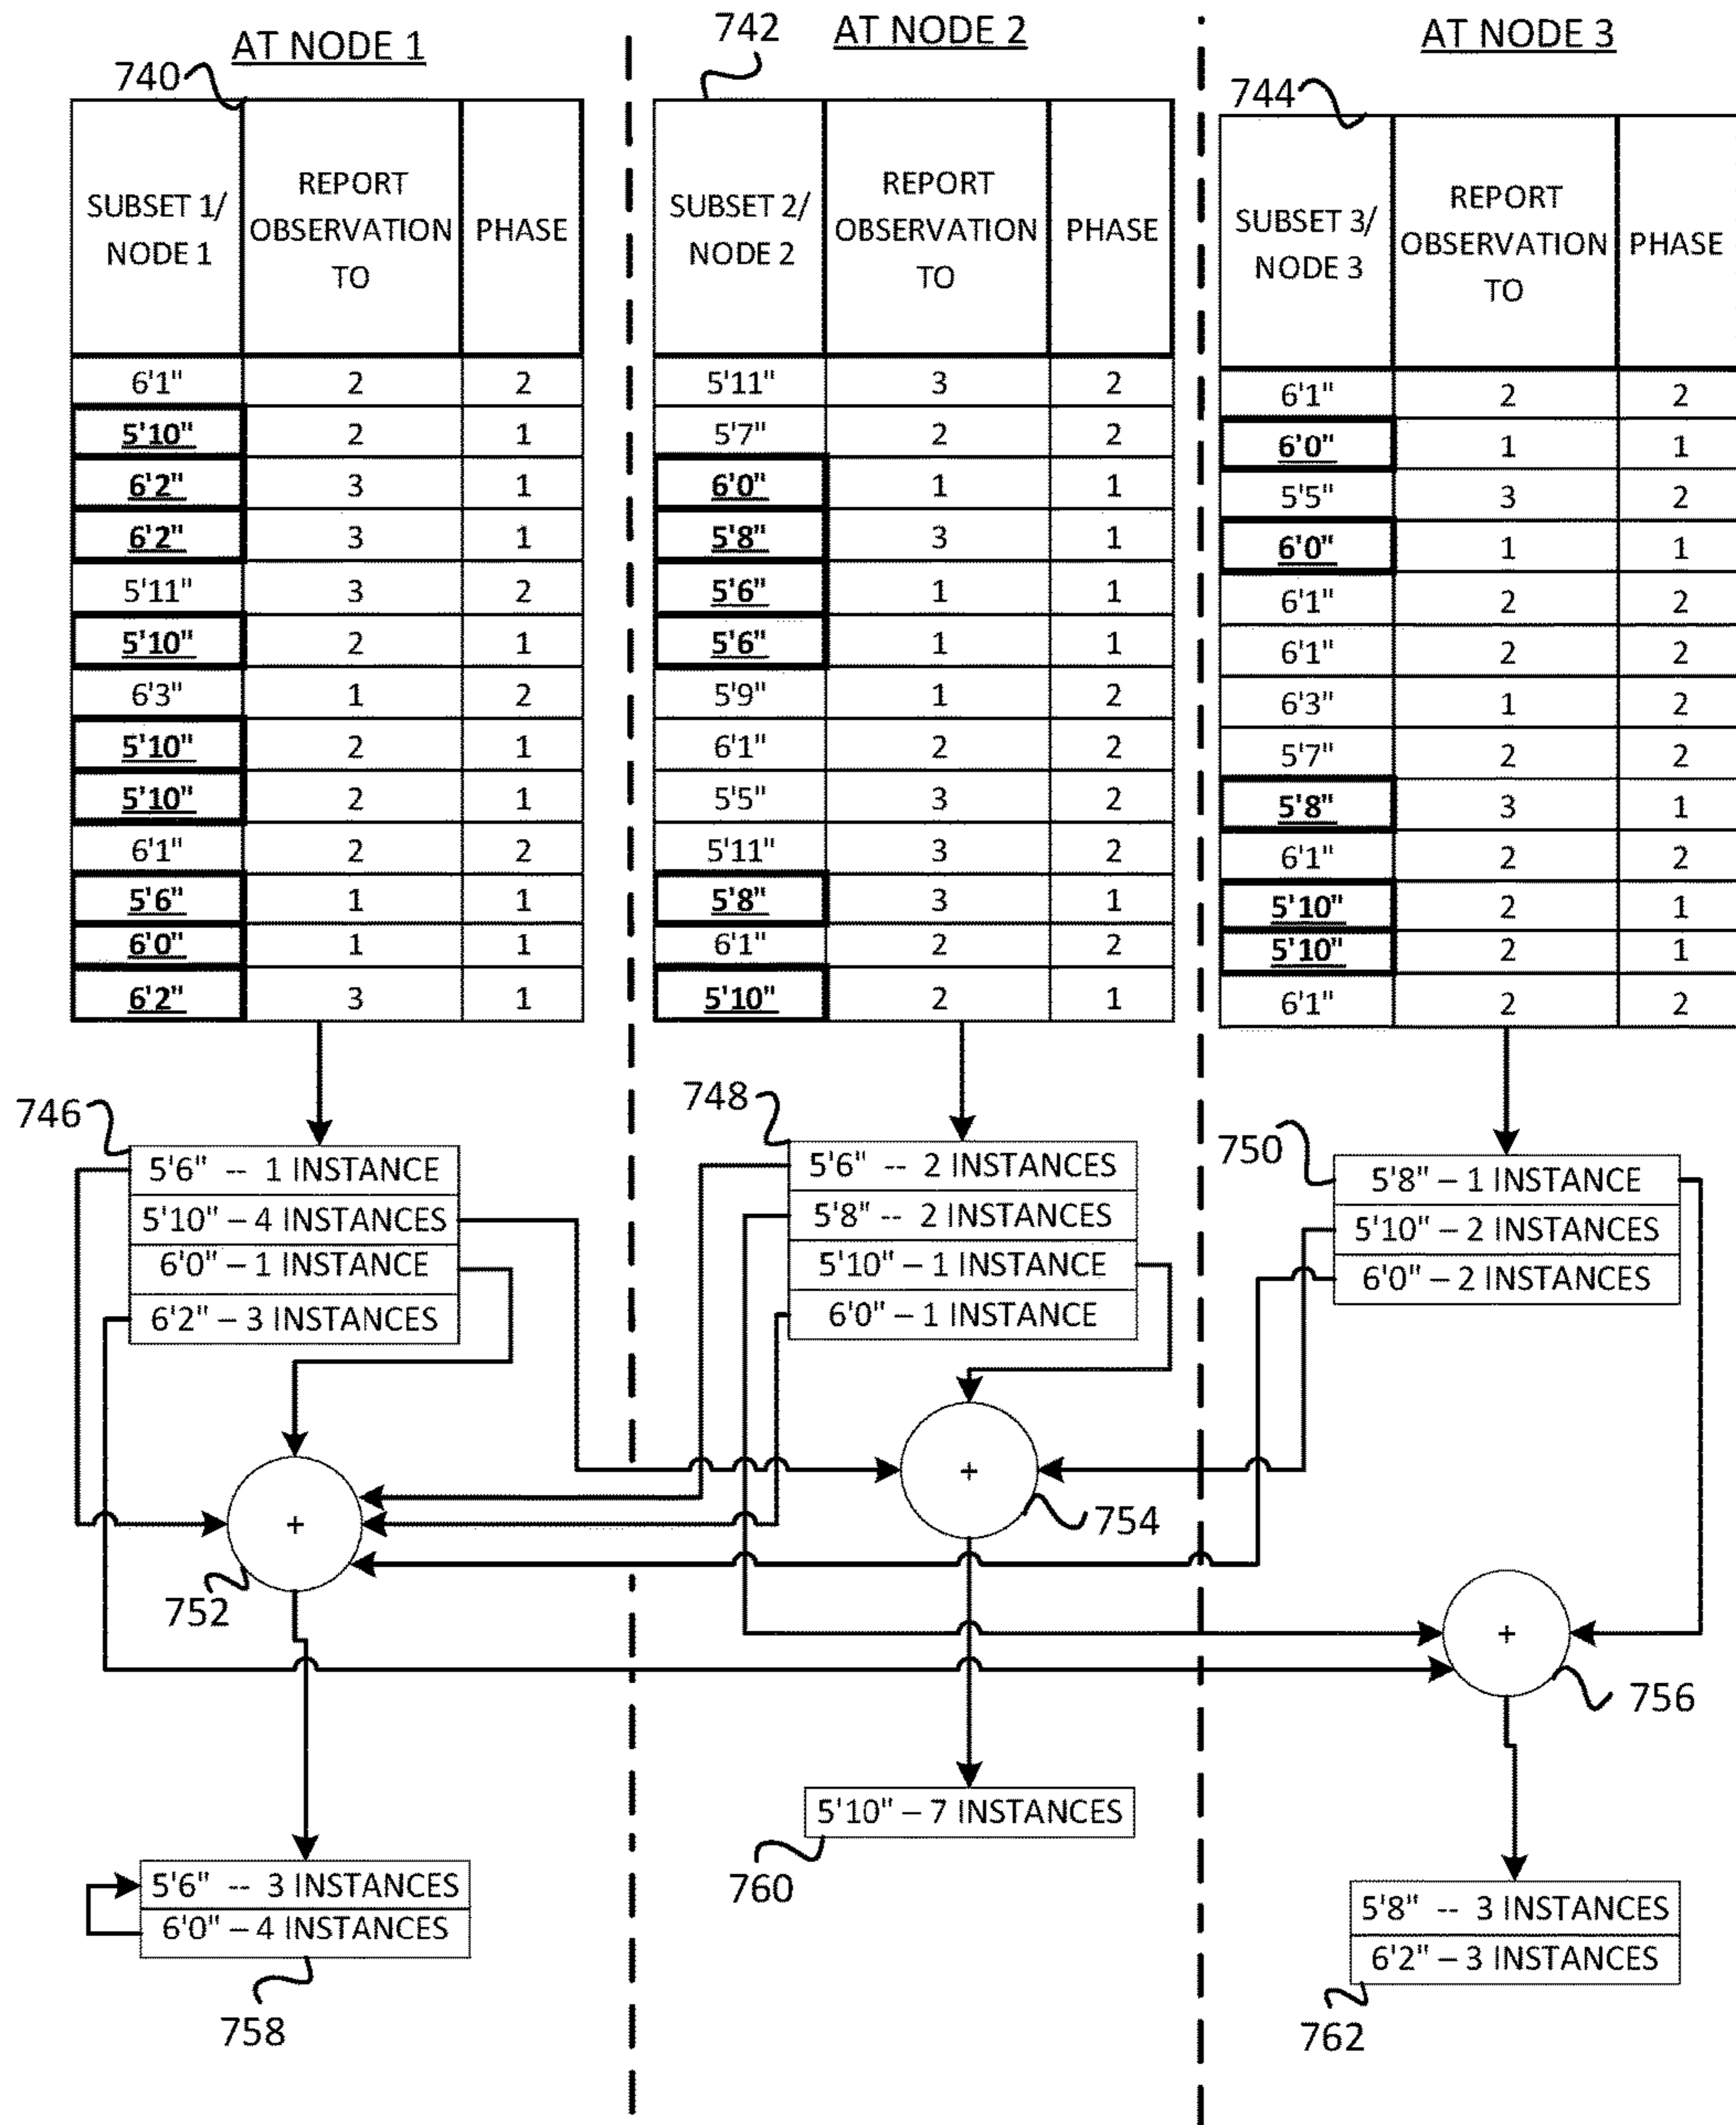 AT NODE 1
740
SUBSET 1/ NODE 1 | REPORT OBSERVATION TO | PHASE
6'1" 2 2
5'10" 2 1
6'2" 3 1
6'2" 3 1
5'11" 3 2
5'10" 2 1
6'3" 1 2
5'10" 2 1
5'10" 2 1
6'1" 2 2
5'6" 1 1
6'0" 1 1
6'2" 3 1
746
5'6" -- 1 INSTANCE
5'10" – 4 INSTANCES
6'0" – 1 INSTANCE
6'2" – 3 INSTANCES
+
752
5'6" -- 3 INSTANCES
6'0" – 4 INSTANCES
758
AT NODE 2
742
SUBSET 2/ NODE 2 | REPORT OBSERVATION TO | PHASE
5'11" 3 2
5'7" 2 2
6'0" 1 1
5'8" 3 1
5'6" 1 1
5'6" 1 1
5'9" 1 2
6'1" 2 2
5'5" 3 2
5'11" 3 2
5'8" 3 1
6'1" 2 2
5'10" 2 1
748
5'6" -- 2 INSTANCES
5'8" -- 2 INSTANCES
5'10" – 1 INSTANCE
6'0" – 1 INSTANCE
+
754
5'10" – 7 INSTANCES
760
AT NODE 3
744
SUBSET 3/ NODE 3 | REPORT OBSERVATION TO | PHASE
6'1" 2 2
6'0" 1 1
5'5" 3 2
6'0" 1 1
6'1" 2 2
6'1" 2 2
6'3" 1 2
5'7" 2 2
5'8" 3 1
6'1" 2 2
5'10" 2 1
5'10" 2 1
6'1" 2 2
750
5'8" – 1 INSTANCE
5'10" – 2 INSTANCES
6'0" – 2 INSTANCES
+
756
5'8" -- 3 INSTANCES
6'2" – 3 INSTANCES
762